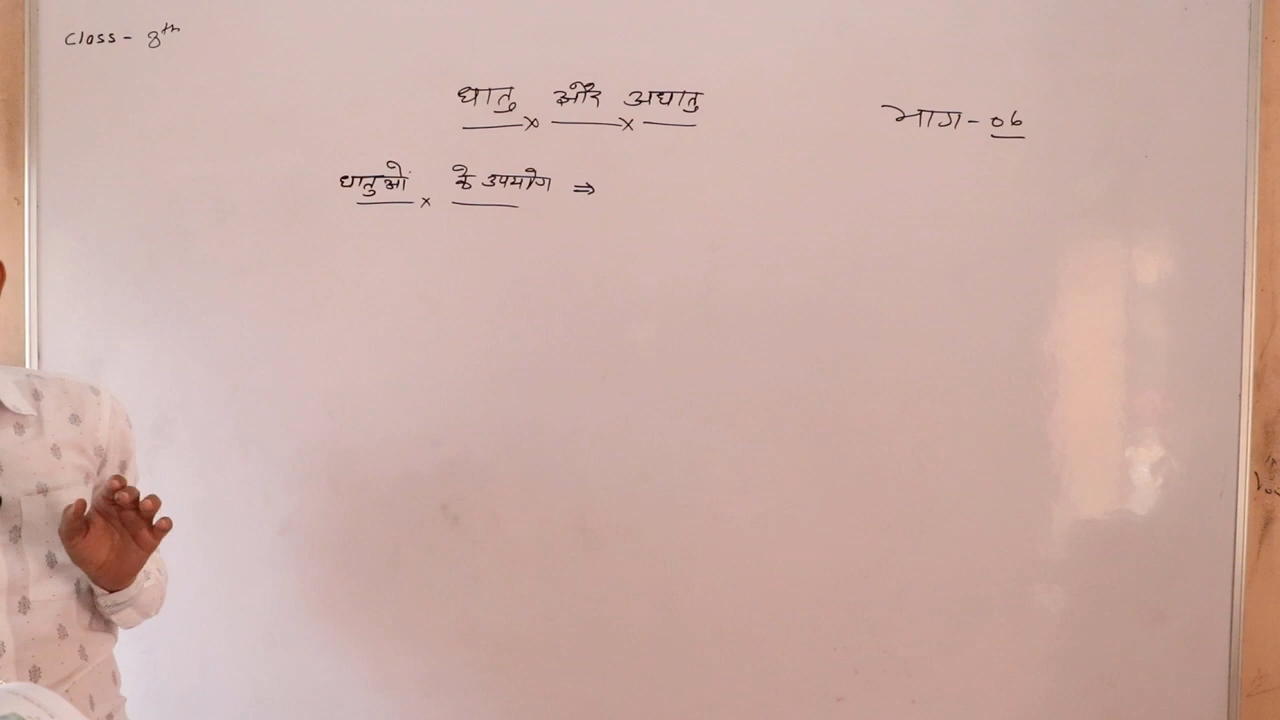 Class - 8th
धातु और अधातु
भाग - 06
धातुओं के उपयोग ⇒